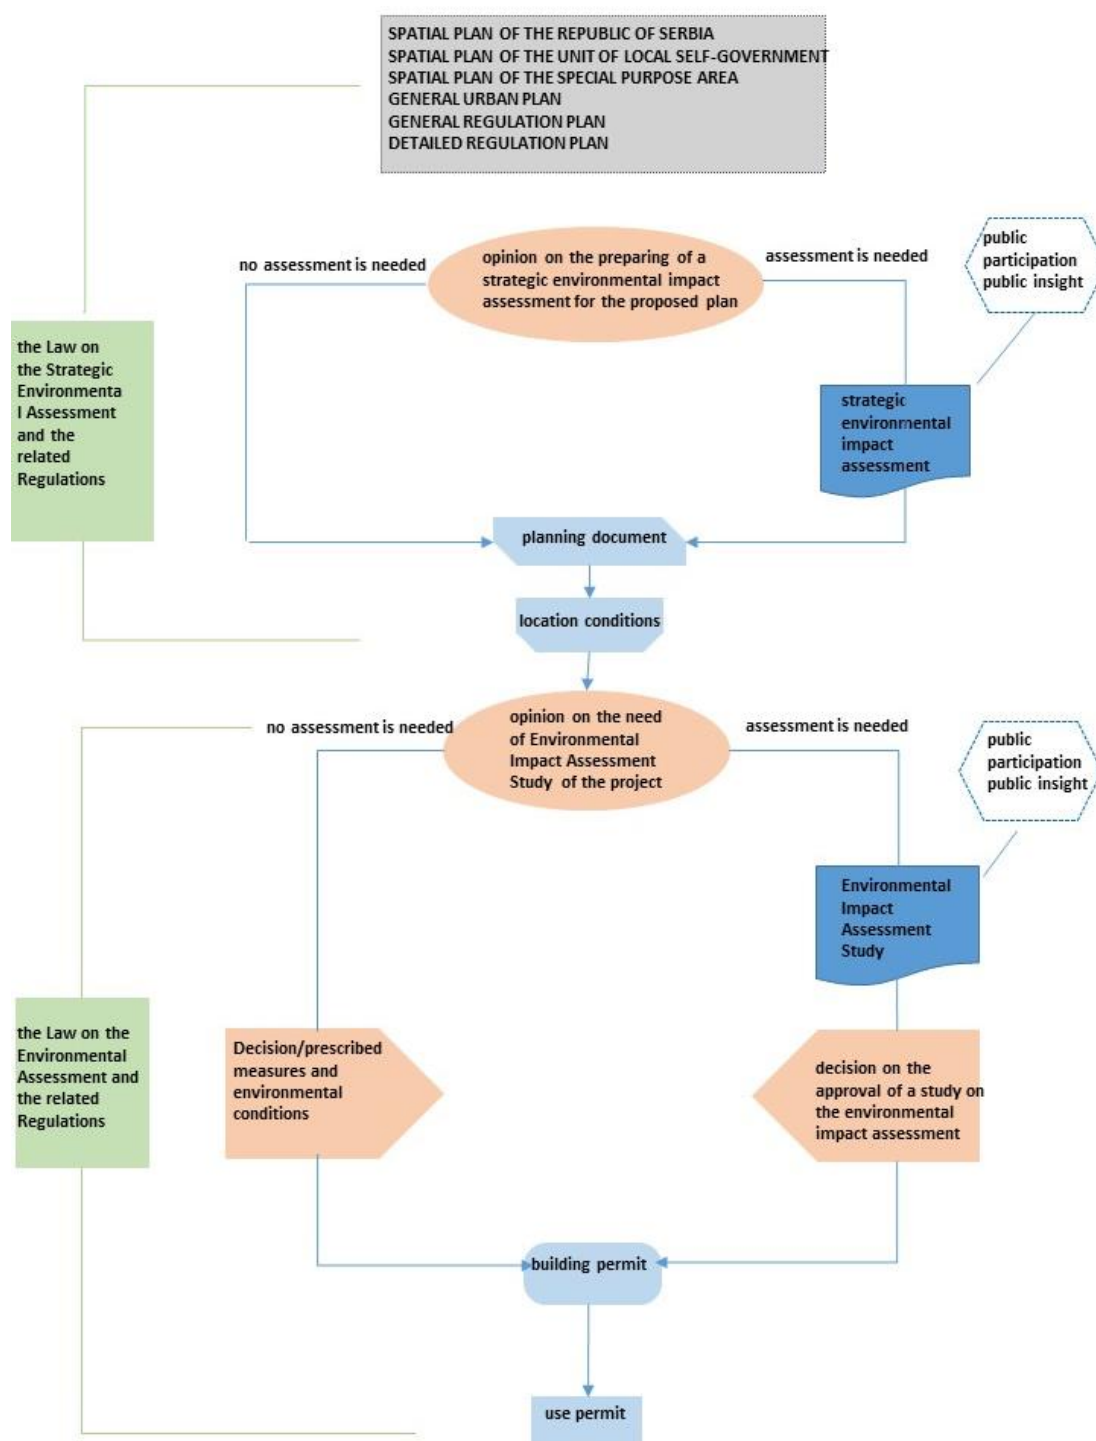 SPATIAL PLAN OF THE REPUBLIC OF SERBIA
SPATIAL PLAN OF THE UNIT OF LOCAL SELF-GOVERNMENT
SPATIAL PLAN OF THE SPECIAL PURPOSE AREA
GENERAL URBAN PLAN
GENERAL REGULATION PLAN
DETAILED REGULATION PLAN
no assessment is needed
opinion on the preparing of a
strategic environmental impact
assessment for the proposed plan
assessment is needed
public
participation
public insight
the Law on
the Strategic
Environmenta
l Assessment
and the
related
Regulations
strategic
environmental
impact
assessment
planning document
location conditions
no assessment is needed
opinion on the need
of Environmental
Impact Assessment
Study of the project
assessment is needed
public
participation
public insight
Environmental
Impact
Assessment
Study
the Law on the
Environmental
Assessment and
the related
Regulations
Decision/prescribed
measures and
environmental
conditions
decision on the
approval of a study on
the environmental
impact assessment
building permit
use permit